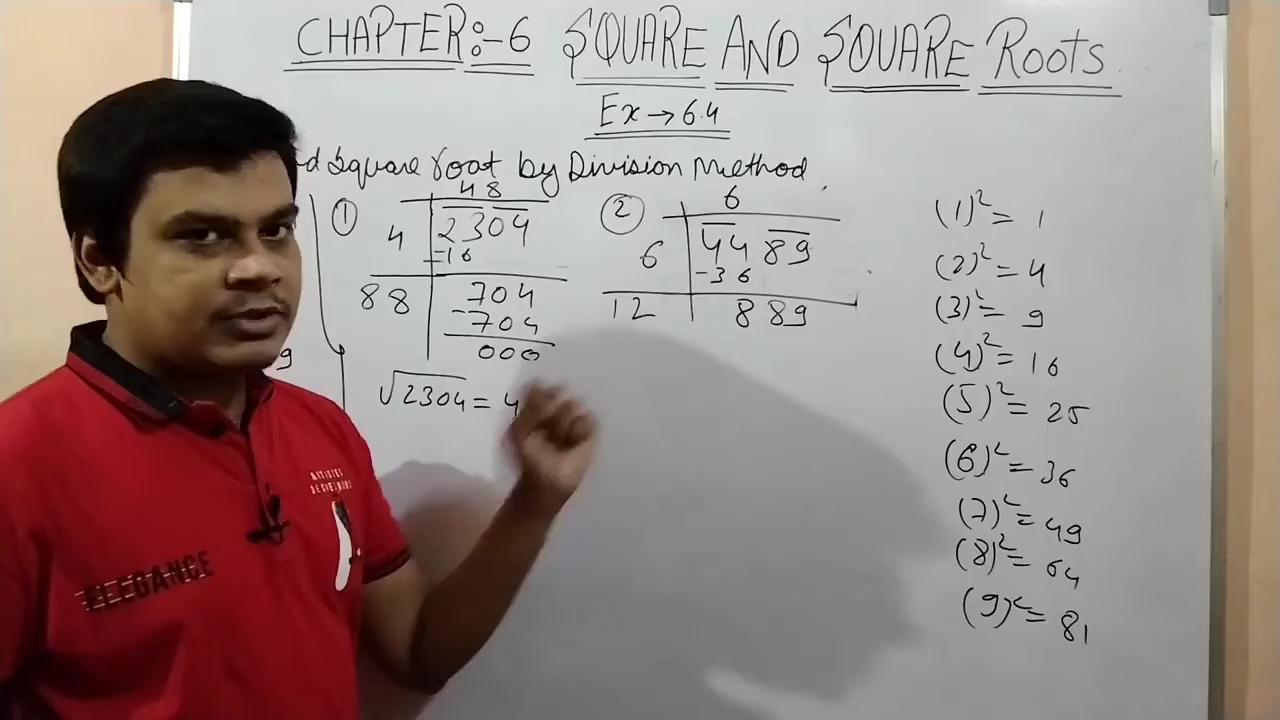 CHAPTER:-6 SQUARE AND SQUARE Roots
Ex → 6.4
Square root by Division Method.
① 48
4 2304
-16
88 704
-704
000
√2304 = 4
② 6
6 4489
-36
12 889
9
(1)² = 1
(2)² = 4
(3)² = 9
(4)² = 16
(5)² = 25
(6)² = 36
(7)² = 49
(8)² = 64
(9)² = 81
ELEGANCE